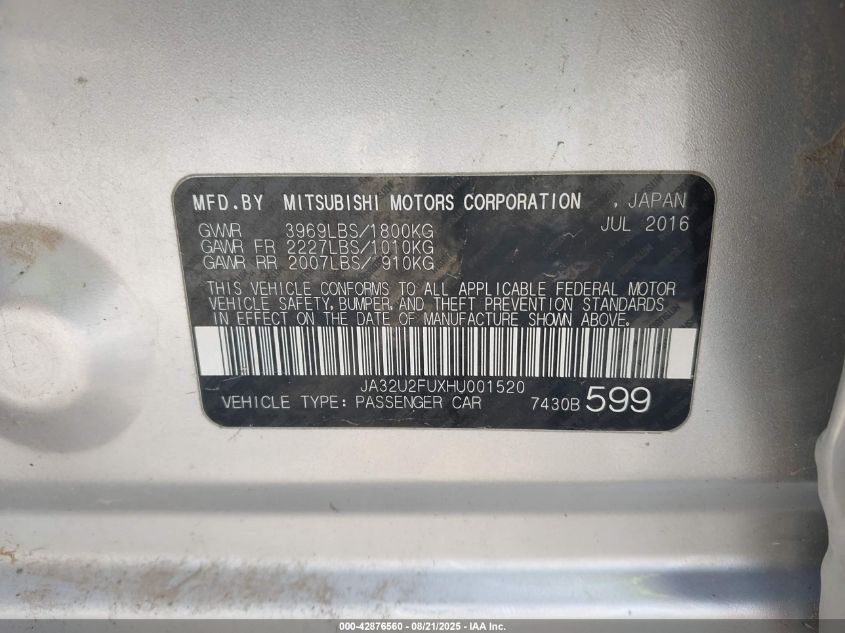 MFD.BY MITSUBISHI MOTORS CORPORATION , JAPAN
JUL 2016
GVWR 3969LBS/1800KG
GAWR FR 2227LBS/1010KG
GAWR RR 2007LBS/ 910KG
THIS VEHICLE CONFORMS TO ALL APPLICABLE FEDERAL MOTOR
VEHICLE SAFETY, BUMPER, AND THEFT PREVENTION STANDARDS
IN EFFECT ON THE DATE OF MANUFACTURE SHOWN ABOVE.
JA32U2FUXHU001520
VEHICLE TYPE: PASSENGER CAR 7430B 599
000-42876560 - 08/21/2025 - IAA Inc.